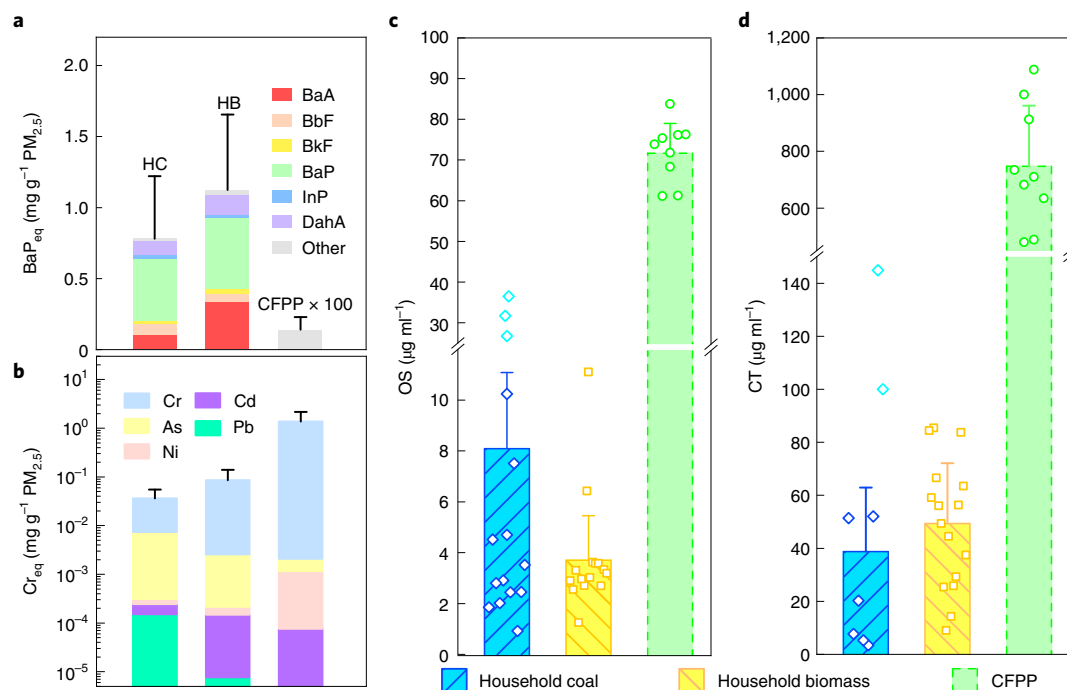 a
BaPeq (mg g−1 PM2.5)
2.0
1.5
1.0
0.5
0
HC
HB
CFPP × 100
BaA
BbF
BkF
BaP
InP
DahA
Other
b
Creq (mg g−1 PM2.5)
10^1
10^0
10^−1
10^−2
10^−3
10^−4
10^−5
Cr
Cd
As
Pb
Ni
c
OS (µg ml−1)
100
90
80
70
60
50
40
30
10
8
6
4
2
0
d
CT (µg ml−1)
1,200
1,000
800
600
140
120
100
80
60
40
20
0
Household coal
Household biomass
CFPP